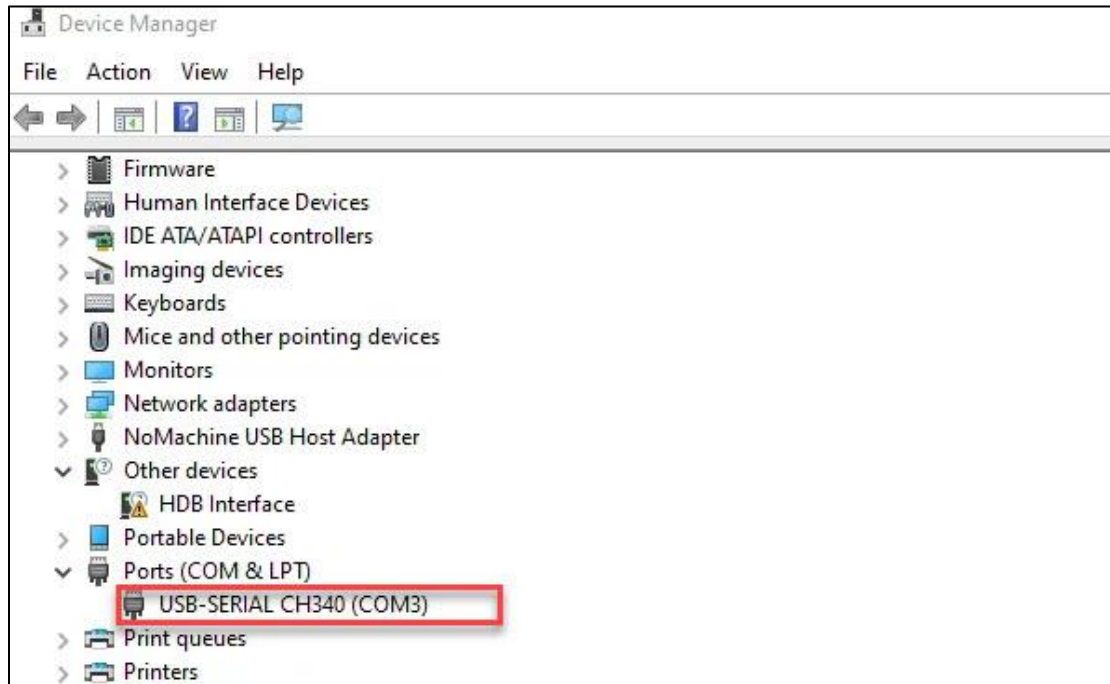 Device Manager
File Action View Help
Firmware
Human Interface Devices
IDE ATA/ATAPI controllers
Imaging devices
Keyboards
Mice and other pointing devices
Monitors
Network adapters
NoMachine USB Host Adapter
Other devices
HDB Interface
Portable Devices
Ports (COM & LPT)
USB-SERIAL CH340 (COM3)
Print queues
Printers